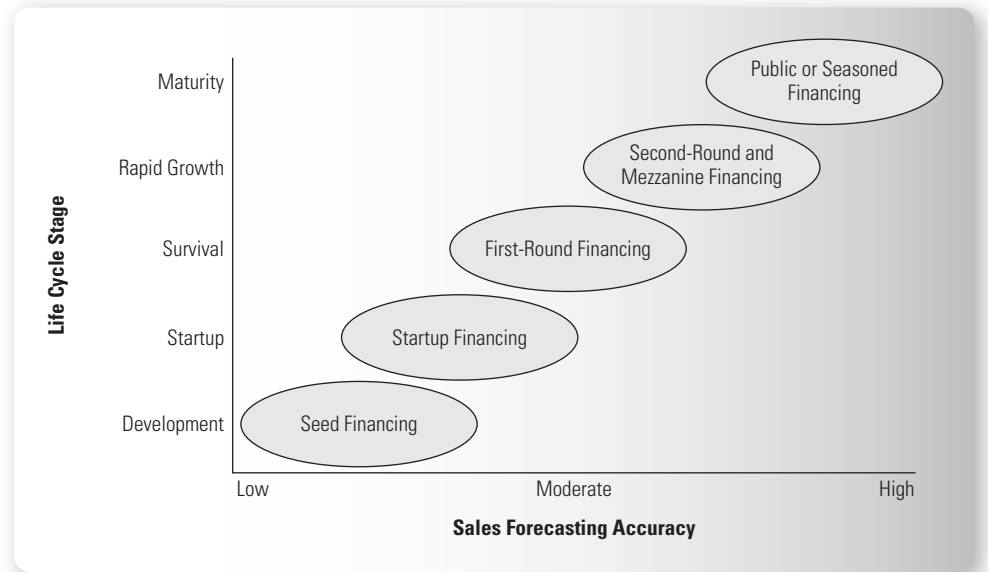 Life Cycle Stage
Maturity
Public or Seasoned
Financing
Rapid Growth
Second-Round and
Mezzanine Financing
Survival
First-Round Financing
Startup
Startup Financing
Development
Seed Financing
Low
Moderate
High
Sales Forecasting Accuracy